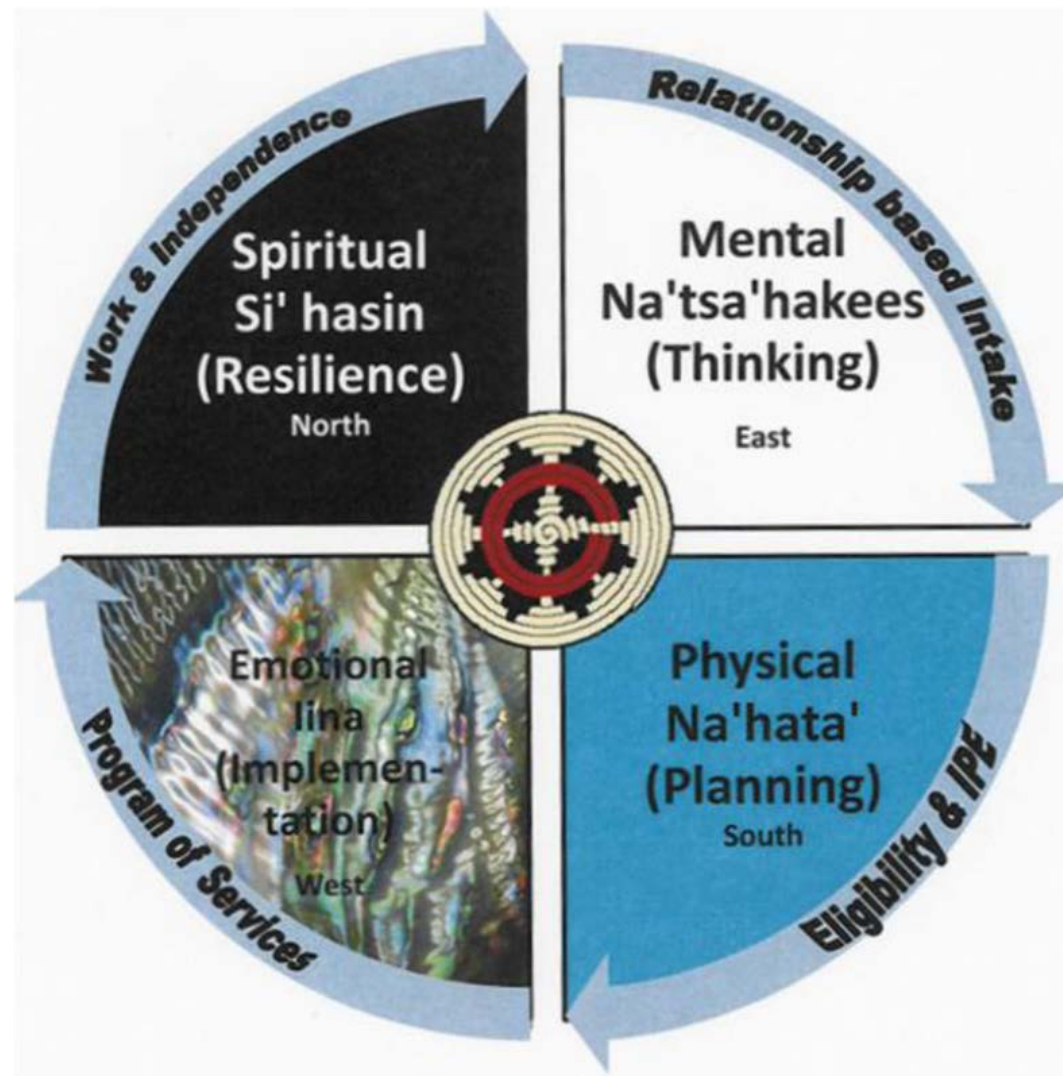 Work & Independence
Spiritual
Si' hasin
(Resilience)
North
Relationship based Intake
Mental
Na'tsa'hakees
(Thinking)
East
Physical
Na'hata'
(Planning)
South
Eligibility & IPE
Emotional
Iina
(Implemen-
tation)
West
Program of Services